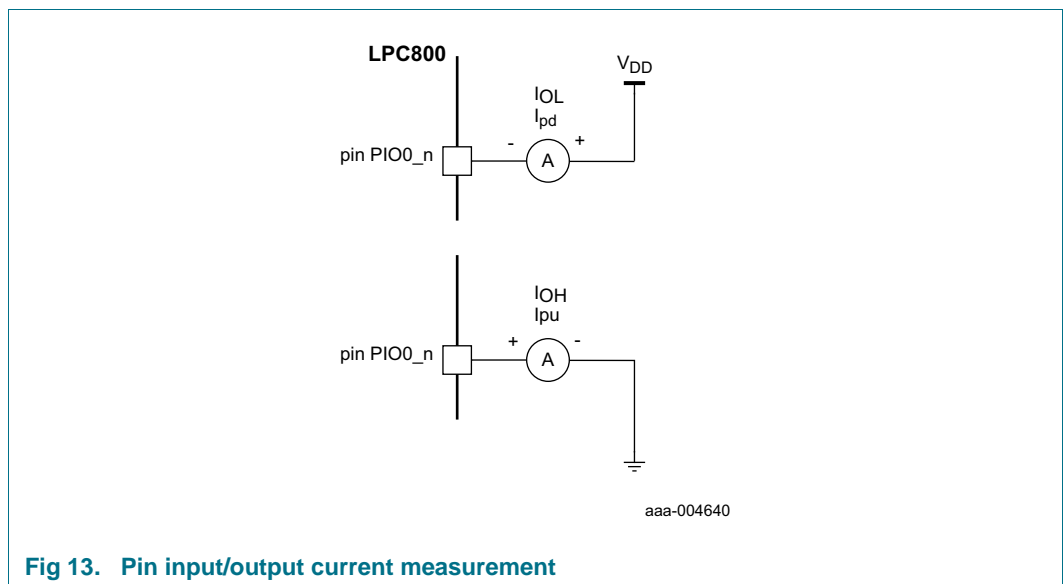 LPC800
VDD
IOL
Ipd
- +
pin PIO0_n
A
IOH
Ipu
+ -
pin PIO0_n
A
aaa-004640
Fig 13. Pin input/output current measurement